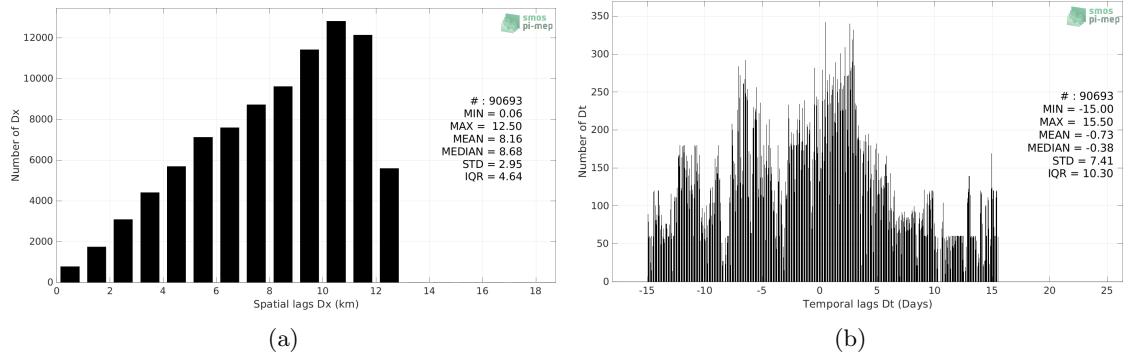 smos
pi-mep
12000
10000
8000
6000
4000
2000
0
Number of Dx
# : 90693
MIN = 0.06
MAX = 12.50
MEAN = 8.16
MEDIAN = 8.68
STD = 2.95
IQR = 4.64
0 2 4 6 8 10 12 14 16 18
Spatial lags Dx (km)
(a)
smos
pi-mep
350
300
250
200
150
100
50
0
Number of Dt
# : 90693
MIN = -15.00
MAX = 15.50
MEAN = -0.73
MEDIAN = -0.38
STD = 7.41
IQR = 10.30
-15 -10 -5 0 5 10 15 20 25
Temporal lags Dt (Days)
(b)